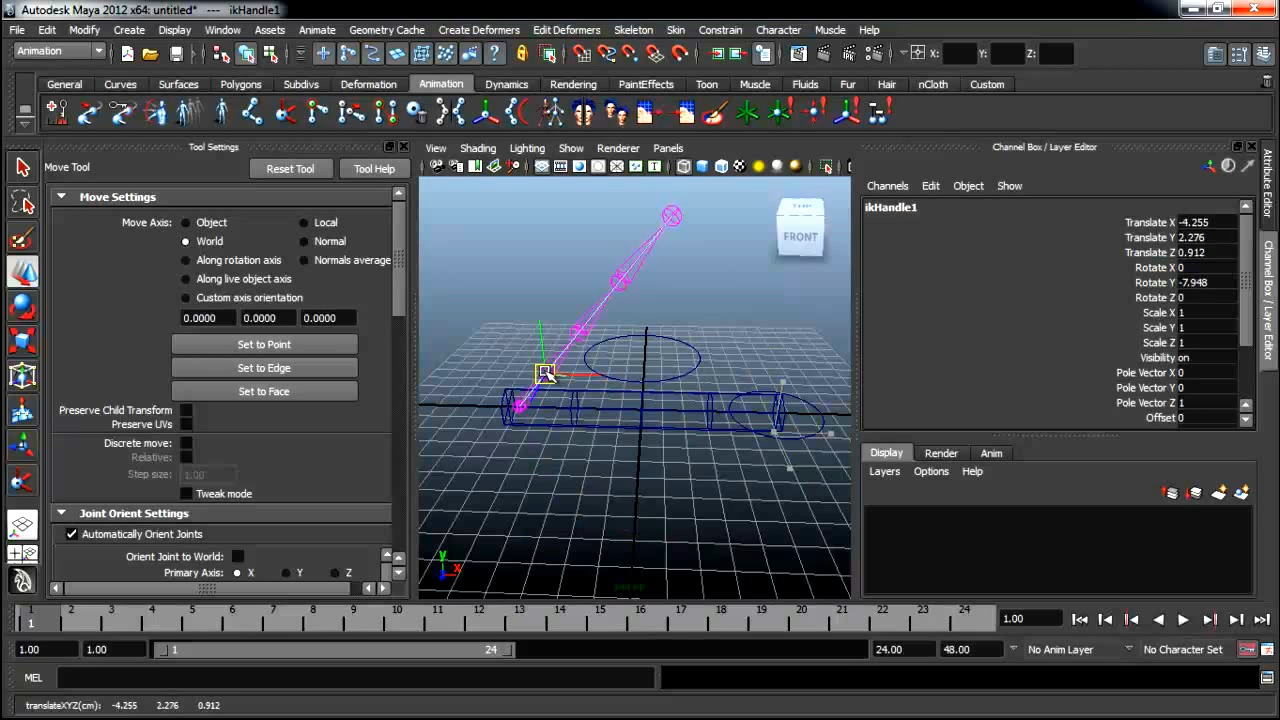 Autodesk Maya 2012 x64: untitled* --- ikHandle1
File Edit Modify Create Display Window Assets Animate Geometry Cache Create Deformers Edit Deformers Skeleton Skin Constrain Character Muscle Help
Animation X: Y: Z:
General Curves Surfaces Polygons Subdivs Deformation Animation Dynamics Rendering PaintEffects Toon Muscle Fluids Fur Hair nCloth Custom
Tool Settings
Move Tool Reset Tool Tool Help
Move Settings
Move Axis: Object Local
World Normal
Along rotation axis Normals average
Along live object axis
Custom axis orientation
0.0000 0.0000 0.0000
Set to Point
Set to Edge
Set to Face
Preserve Child Transform
Preserve UVs
Discrete move:
Relative:
Step size: 1.00
Tweak mode
Joint Orient Settings
Automatically Orient Joints
Orient Joint to World:
Primary Axis: X Y Z
View Shading Lighting Show Renderer Panels
FRONT
y
x
Channel Box / Layer Editor
Channels Edit Object Show
ikHandle1
Translate X -4.255
Translate Y 2.276
Translate Z 0.912
Rotate X 0
Rotate Y -7.948
Rotate Z 0
Scale X 1
Scale Y 1
Scale Z 1
Visibility on
Pole Vector X 0
Pole Vector Y 0
Pole Vector Z 1
Offset 0
Display Render Anim
Layers Options Help
Attribute Editor
Channel Box / Layer Editor
1 2 3 4 5 6 7 8 9 10 11 12 13 14 15 16 17 18 19 20 21 22 23 24 1.00
1
1.00 1.00 1 24 24.00 48.00 No Anim Layer No Character Set
MEL
translateXYZ(cm): -4.255 2.276 0.912